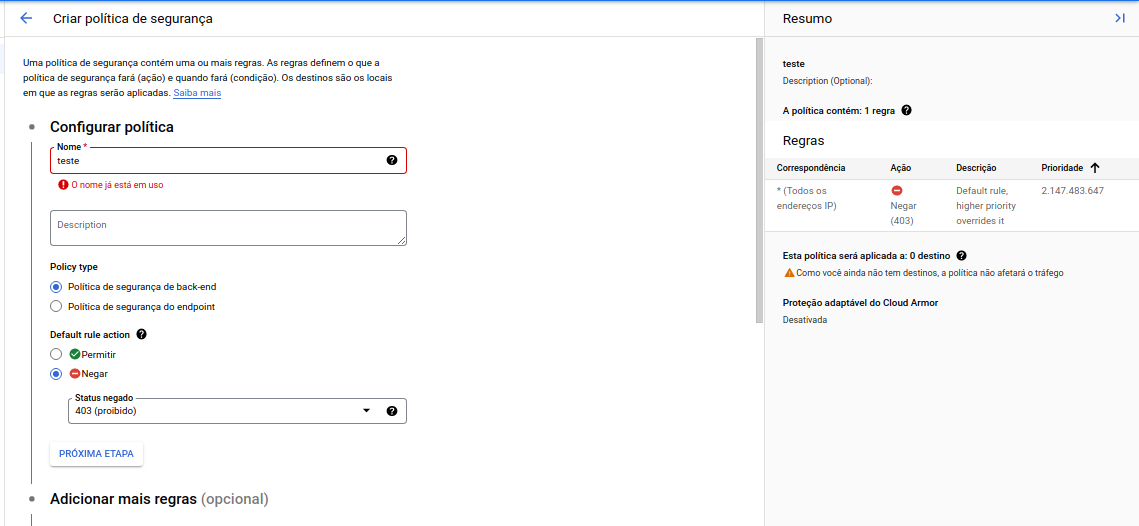 Criar política de segurança
Uma política de segurança contém uma ou mais regras. As regras definem o que a
política de segurança fará (ação) e quando fará (condição). Os destinos são os locais
em que as regras serão aplicadas. Saiba mais
Configurar política
Nome *
teste
O nome já está em uso
Description
Policy type
Política de segurança de back-end
Política de segurança do endpoint
Default rule action
Permitir
Negar
Status negado
403 (proibido)
PRÓXIMA ETAPA
Adicionar mais regras (opcional)
Resumo
teste
Description (Optional):
A política contém: 1 regra
Regras
Correspondência Ação Descrição Prioridade
* (Todos os
endereços IP)
Negar
(403)
Default rule,
higher priority
overrides it
2.147.483.647
Esta política será aplicada a: 0 destino
Como você ainda não tem destinos, a política não afetará o tráfego
Proteção adaptável do Cloud Armor
Desativada